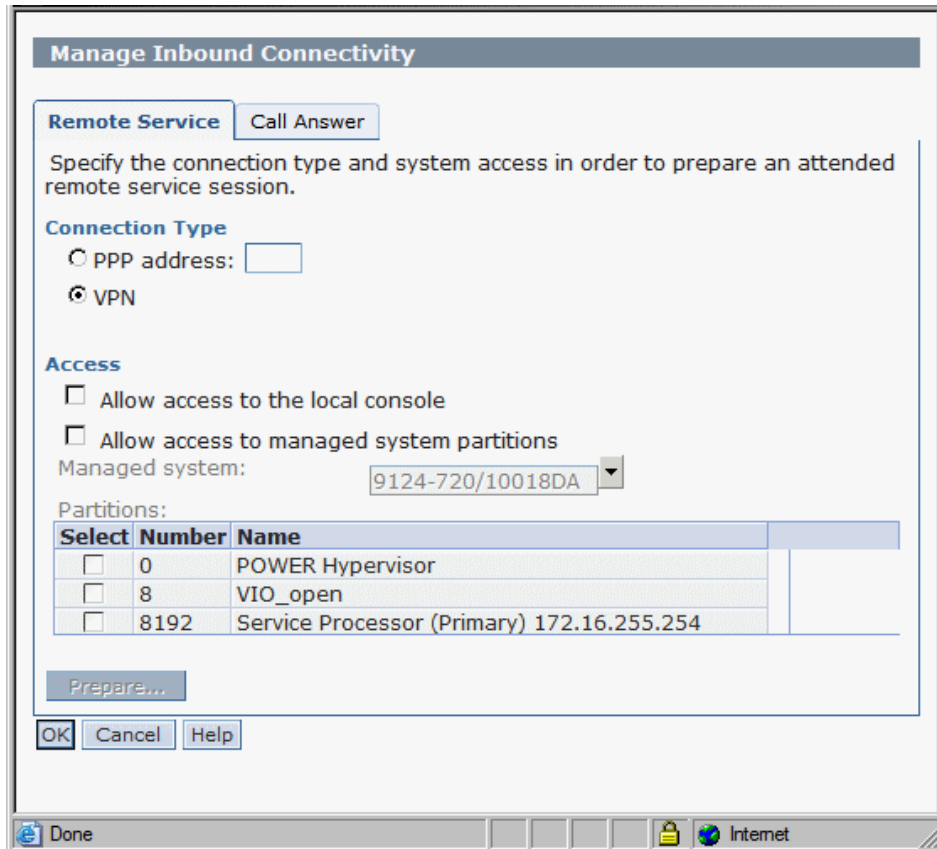 Manage Inbound Connectivity
Remote Service Call Answer
Specify the connection type and system access in order to prepare an attended
remote service session.
Connection Type
PPP address:
VPN
Access
Allow access to the local console
Allow access to managed system partitions
Managed system: 9124-720/10018DA
Partitions:
Select Number Name
0 POWER Hypervisor
8 VIO_open
8192 Service Processor (Primary) 172.16.255.254
Prepare...
OK Cancel Help
Done Internet